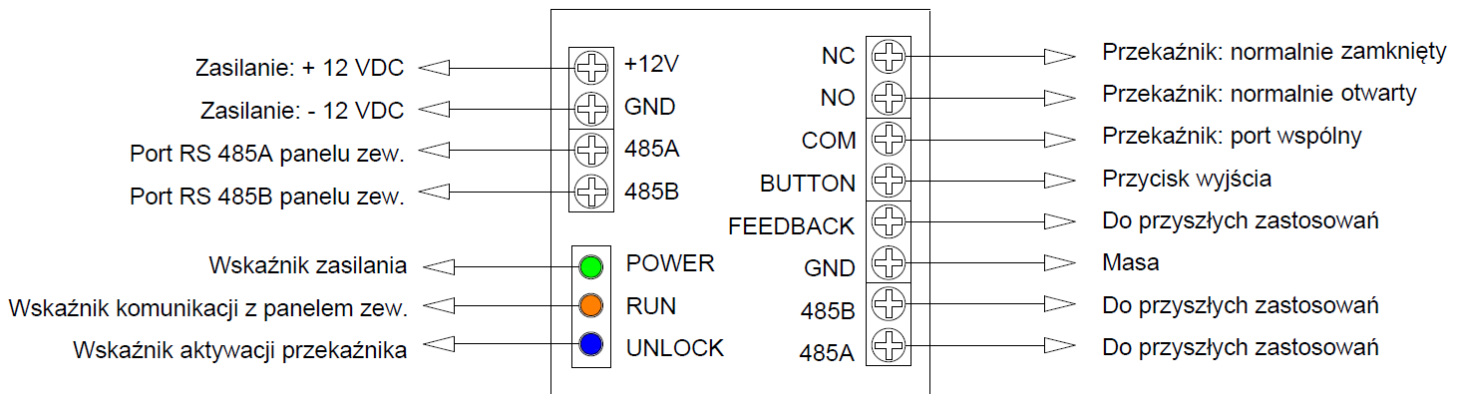 Zasilanie: + 12 VDC +12V NC Przekaźnik: normalnie zamknięty
Zasilanie: - 12 VDC GND NO Przekaźnik: normalnie otwarty
Port RS 485A panelu zew. 485A COM Przekaźnik: port wspólny
Port RS 485B panelu zew. 485B BUTTON Przycisk wyjścia
FEEDBACK Do przyszłych zastosowań
Wskaźnik zasilania POWER GND Masa
Wskaźnik komunikacji z panelem zew. RUN 485B Do przyszłych zastosowań
Wskaźnik aktywacji przekaźnika UNLOCK 485A Do przyszłych zastosowań